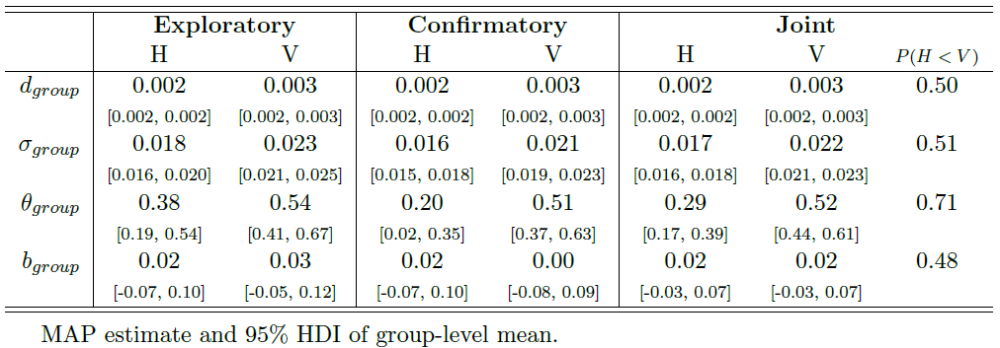 Exploratory Confirmatory Joint
H V H V H V P(H < V)
d_group 0.002 0.003 0.002 0.003 0.002 0.003 0.50
[0.002, 0.002] [0.002, 0.003] [0.002, 0.002] [0.002, 0.003] [0.002, 0.002] [0.002, 0.003]
σ_group 0.018 0.023 0.016 0.021 0.017 0.022 0.51
[0.016, 0.020] [0.021, 0.025] [0.015, 0.018] [0.019, 0.023] [0.016, 0.018] [0.021, 0.023]
θ_group 0.38 0.54 0.20 0.51 0.29 0.52 0.71
[0.19, 0.54] [0.41, 0.67] [0.02, 0.35] [0.37, 0.63] [0.17, 0.39] [0.44, 0.61]
b_group 0.02 0.03 0.02 0.00 0.02 0.02 0.48
[-0.07, 0.10] [-0.05, 0.12] [-0.07, 0.10] [-0.08, 0.09] [-0.03, 0.07] [-0.03, 0.07]
MAP estimate and 95% HDI of group-level mean.